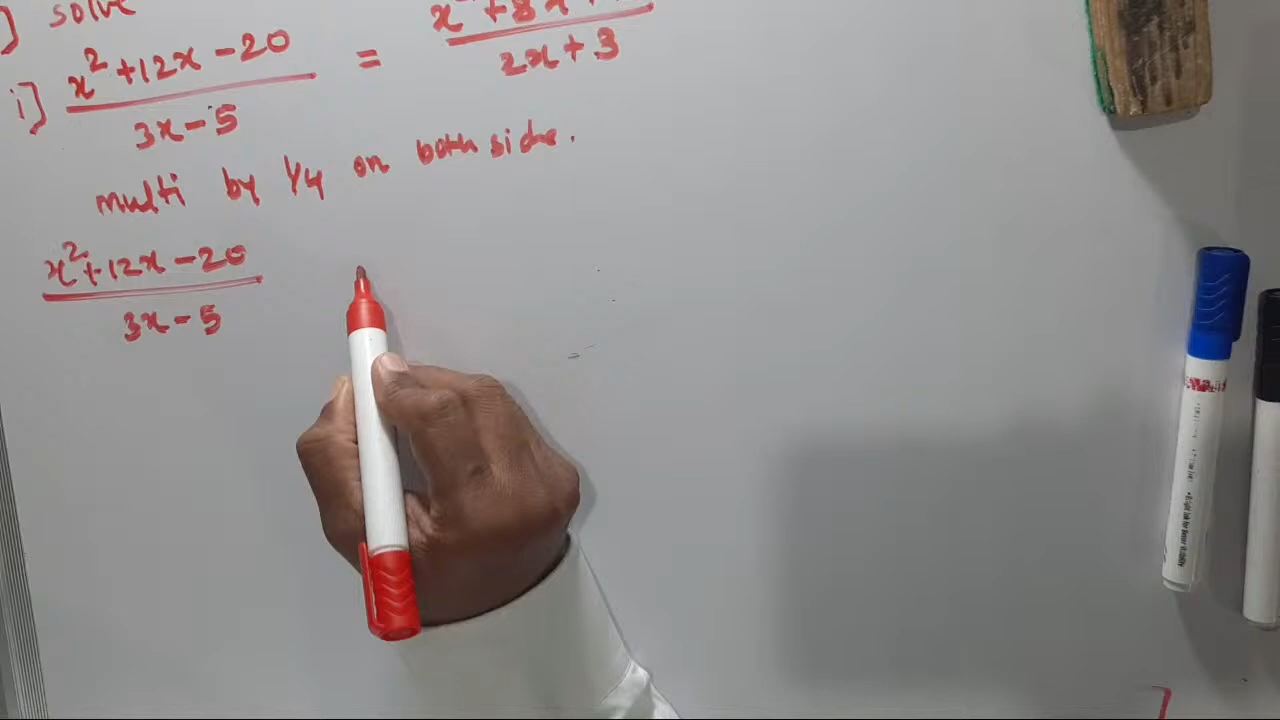 ] solve
i] x² + 12x - 20 / 3x - 5 = x² + 8x + / 2x + 3
multi by 1/4 on both side.
x² + 12x - 20 / 3x - 5